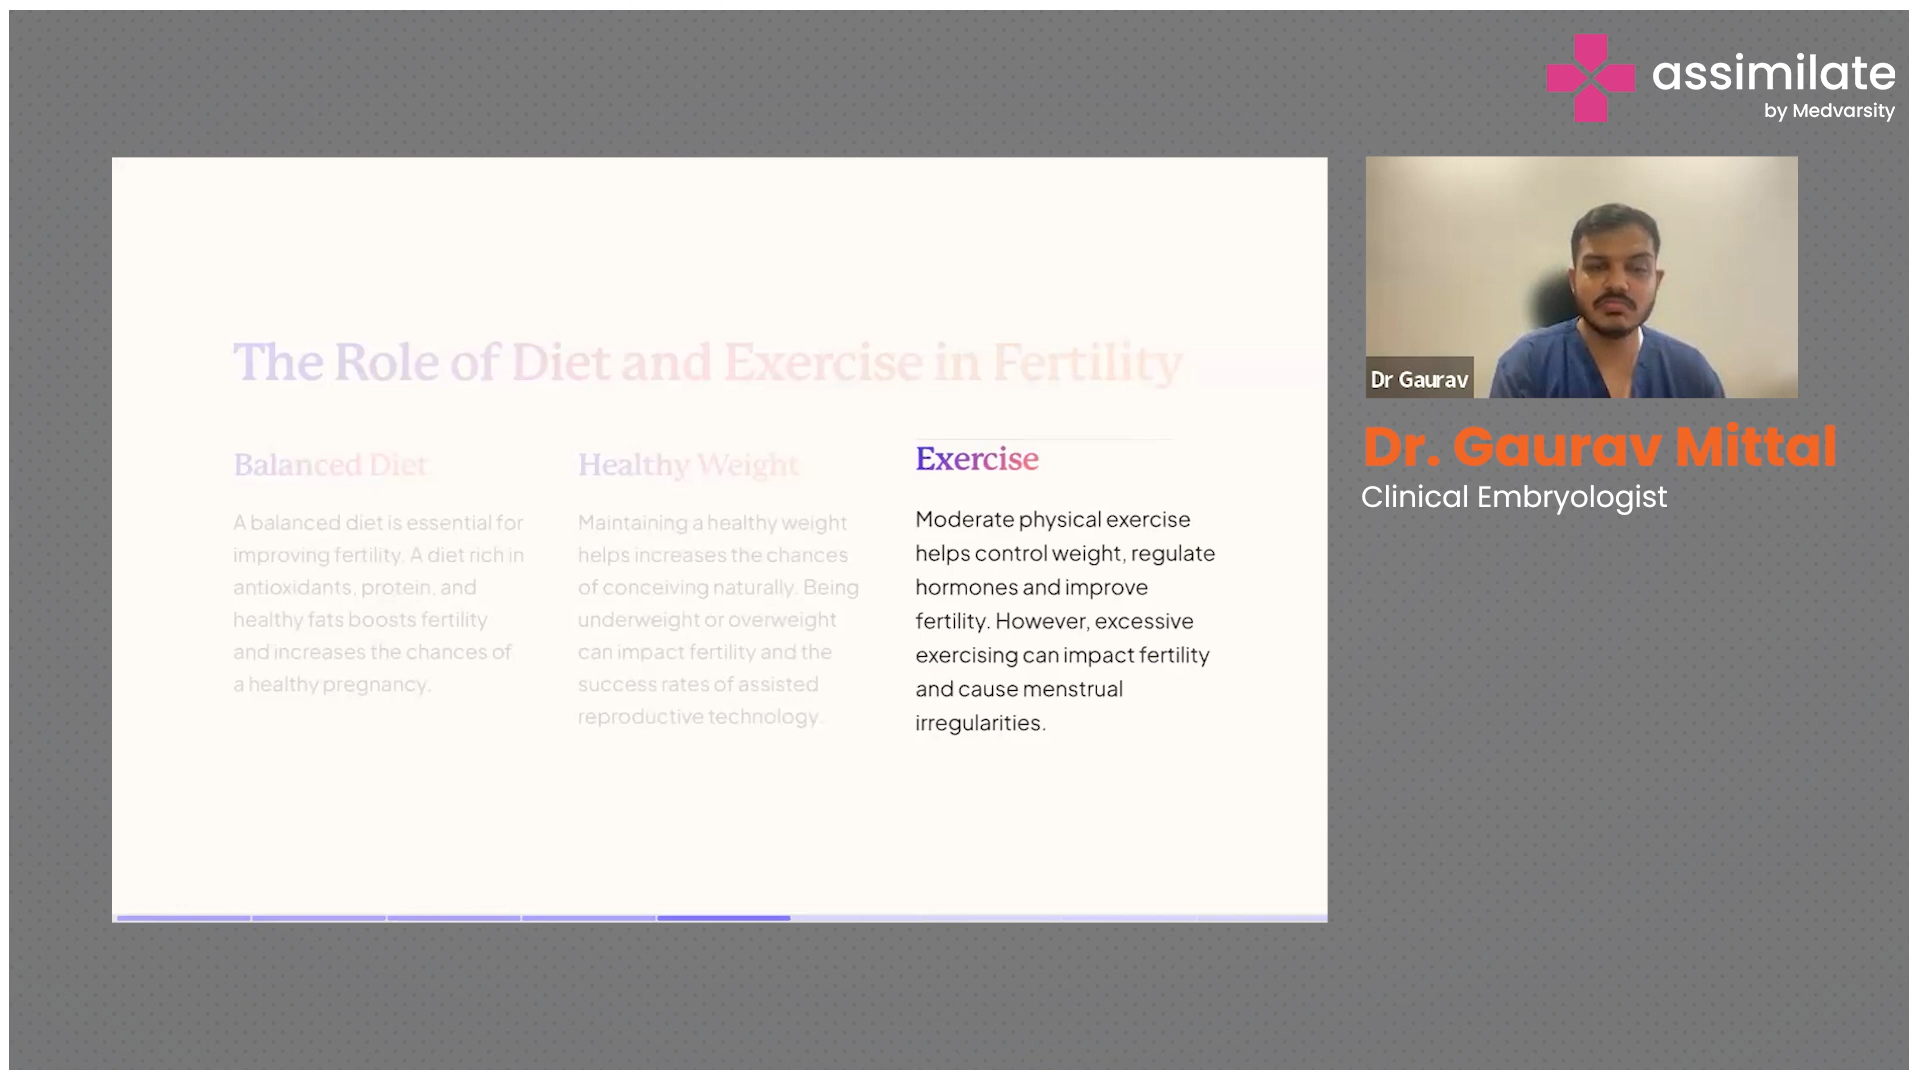 assimilate
by Medvarsity
The Role of Diet and Exercise in Fertility
Balanced Diet
A balanced diet is essential for
improving fertility. A diet rich in
antioxidants, protein, and
healthy fats boosts fertility
and increases the chances of
a healthy pregnancy.
Healthy Weight
Maintaining a healthy weight
helps increases the chances
of conceiving naturally. Being
underweight or overweight
can impact fertility and the
success rates of assisted
reproductive technology.
Exercise
Moderate physical exercise
helps control weight, regulate
hormones and improve
fertility. However, excessive
exercising can impact fertility
and cause menstrual
irregularities.
Dr Gaurav
Dr. Gaurav Mittal
Clinical Embryologist